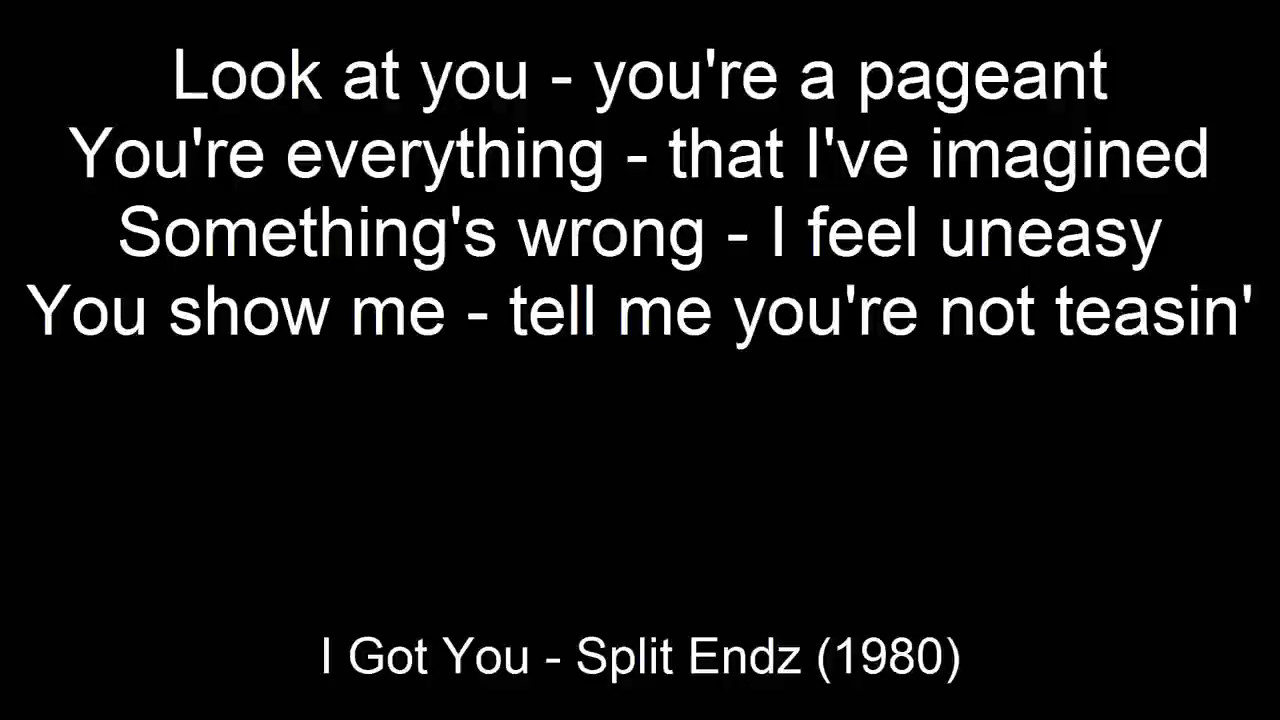 Look at you - you're a pageant
You're everything - that I've imagined
Something's wrong - I feel uneasy
You show me - tell me you're not teasin'
I Got You - Split Endz (1980)